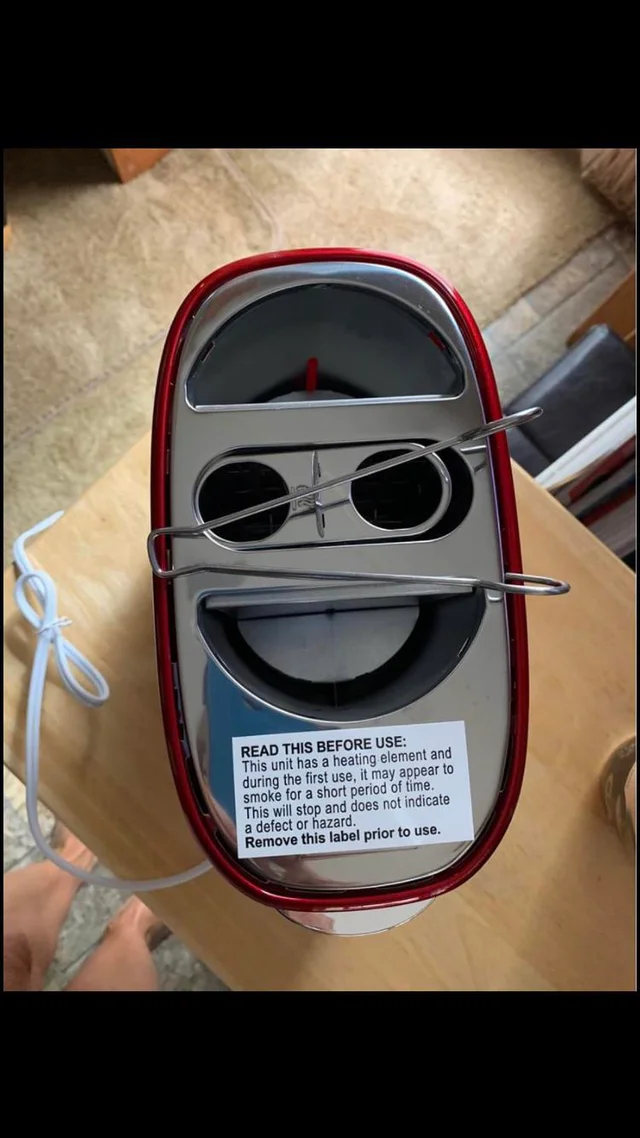 READ THIS BEFORE USE:
This unit has a heating element and
during the first use, it may appear to
smoke for a short period of time.
This will stop and does not indicate
a defect or hazard.
Remove this label prior to use.